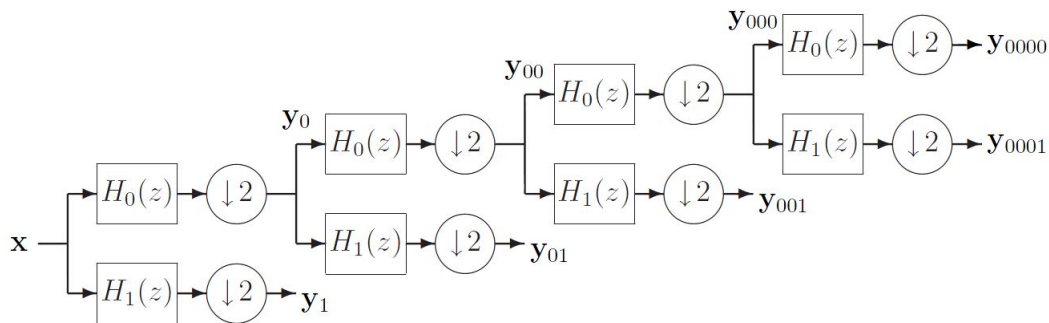 y₀₀₀ H₀(z) ↓2 y₀₀₀₀
y₀₀ H₀(z) ↓2
y₀ H₀(z) ↓2 H₁(z) ↓2 y₀₀₀₁
H₀(z) ↓2 H₁(z) ↓2 y₀₀₁
x H₁(z) ↓2 y₀₁
H₁(z) ↓2 y₁